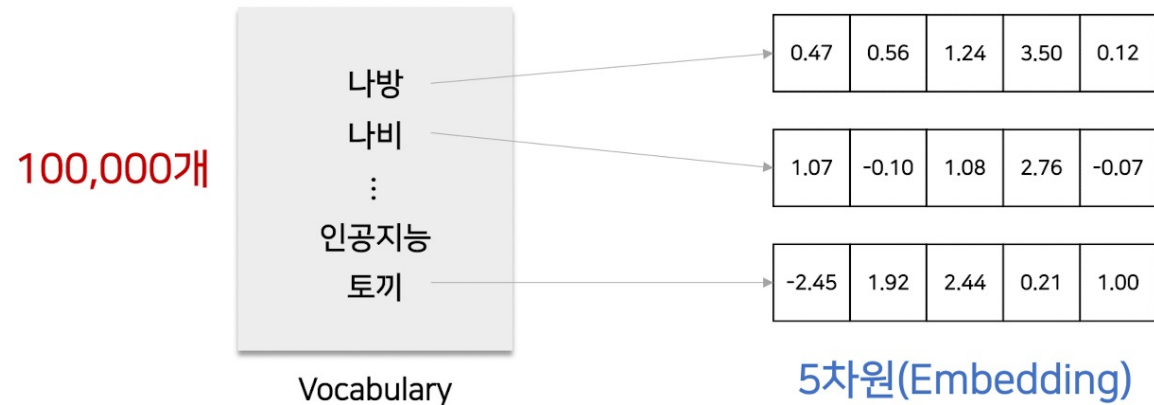 100,000개
나방
나비
⋮
인공지능
토끼
Vocabulary
0.47 0.56 1.24 3.50 0.12
1.07 -0.10 1.08 2.76 -0.07
-2.45 1.92 2.44 0.21 1.00
5차원(Embedding)